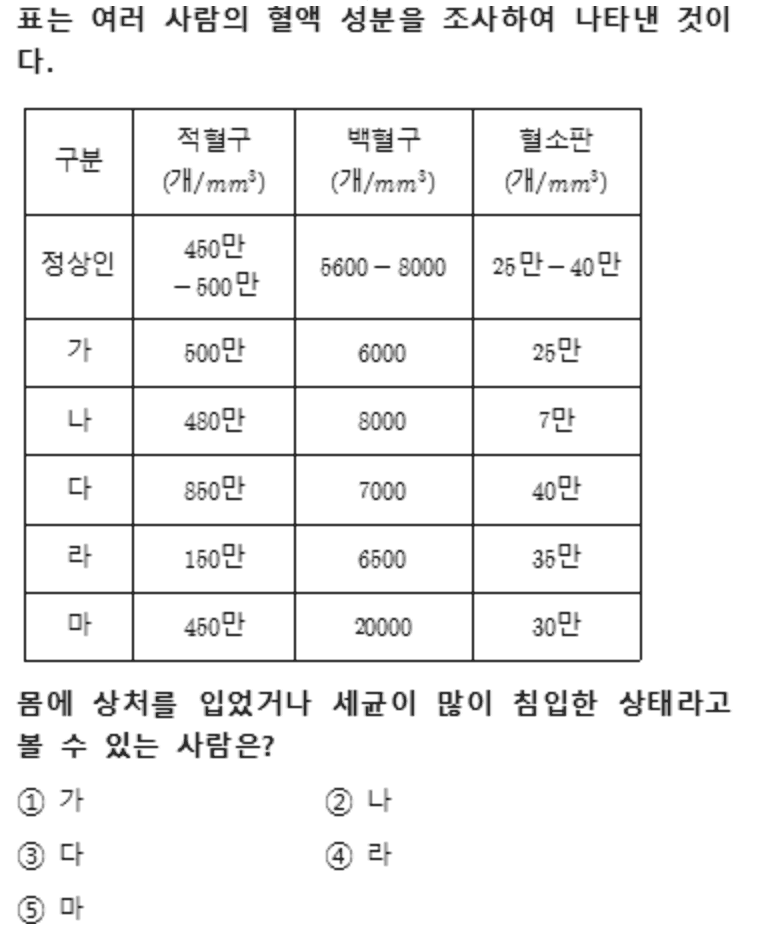 표는 여러 사람의 혈액 성분을 조사하여 나타낸 것이
다.
구분 적혈구 (개/mm³) 백혈구 (개/mm³) 혈소판 (개/mm³)
정상인 450만 - 500만 5600 - 8000 25만 - 40만
가 500만 6000 25만
나 480만 8000 7만
다 850만 7000 40만
라 150만 6500 35만
마 450만 20000 30만
몸에 상처를 입었거나 세균이 많이 침입한 상태라고
볼 수 있는 사람은?
① 가 ② 나
③ 다 ④ 라
⑤ 마